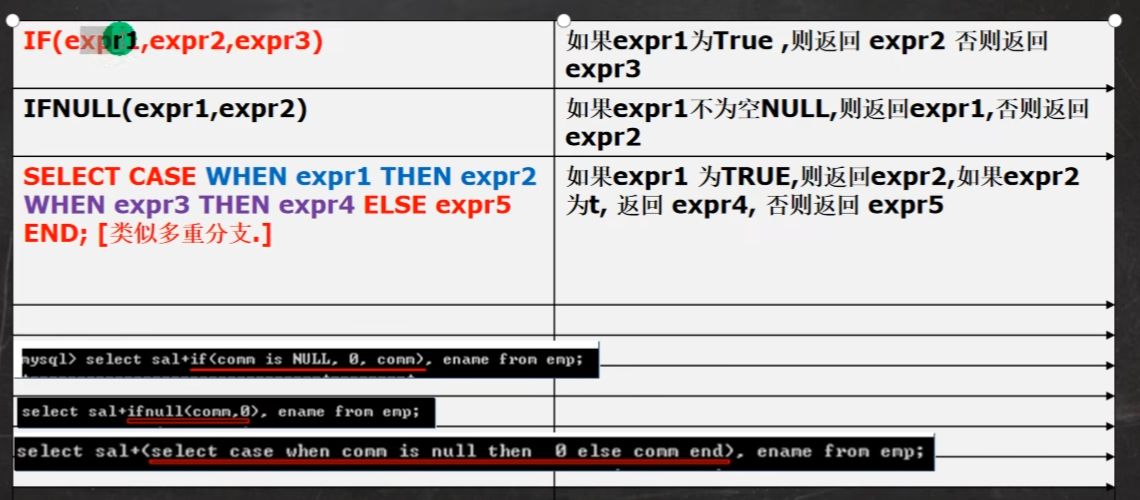 IF(expr1,expr2,expr3)
如果expr1为True ,则返回 expr2 否则返回
expr3
IFNULL(expr1,expr2)
如果expr1不为空NULL,则返回expr1,否则返回
expr2
SELECT CASE WHEN expr1 THEN expr2
WHEN expr3 THEN expr4 ELSE expr5
END; [类似多重分支.]
如果expr1 为TRUE,则返回expr2,如果expr2
为t, 返回 expr4, 否则返回 expr5
mysql> select sal+if(comm is NULL, 0, comm), ename from emp;
select sal+ifnull(comm,0), ename from emp;
select sal+(select case when comm is null then  0 else comm end), ename from emp;